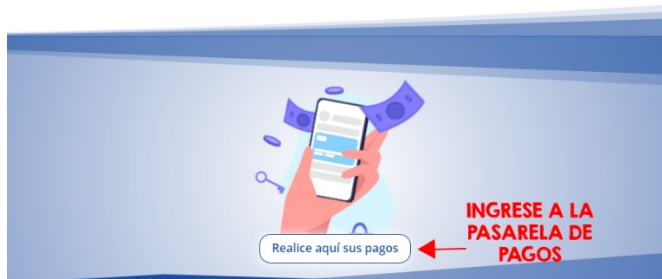 Realice aquí sus pagos
INGRESE A LA
PASARELA DE
PAGOS